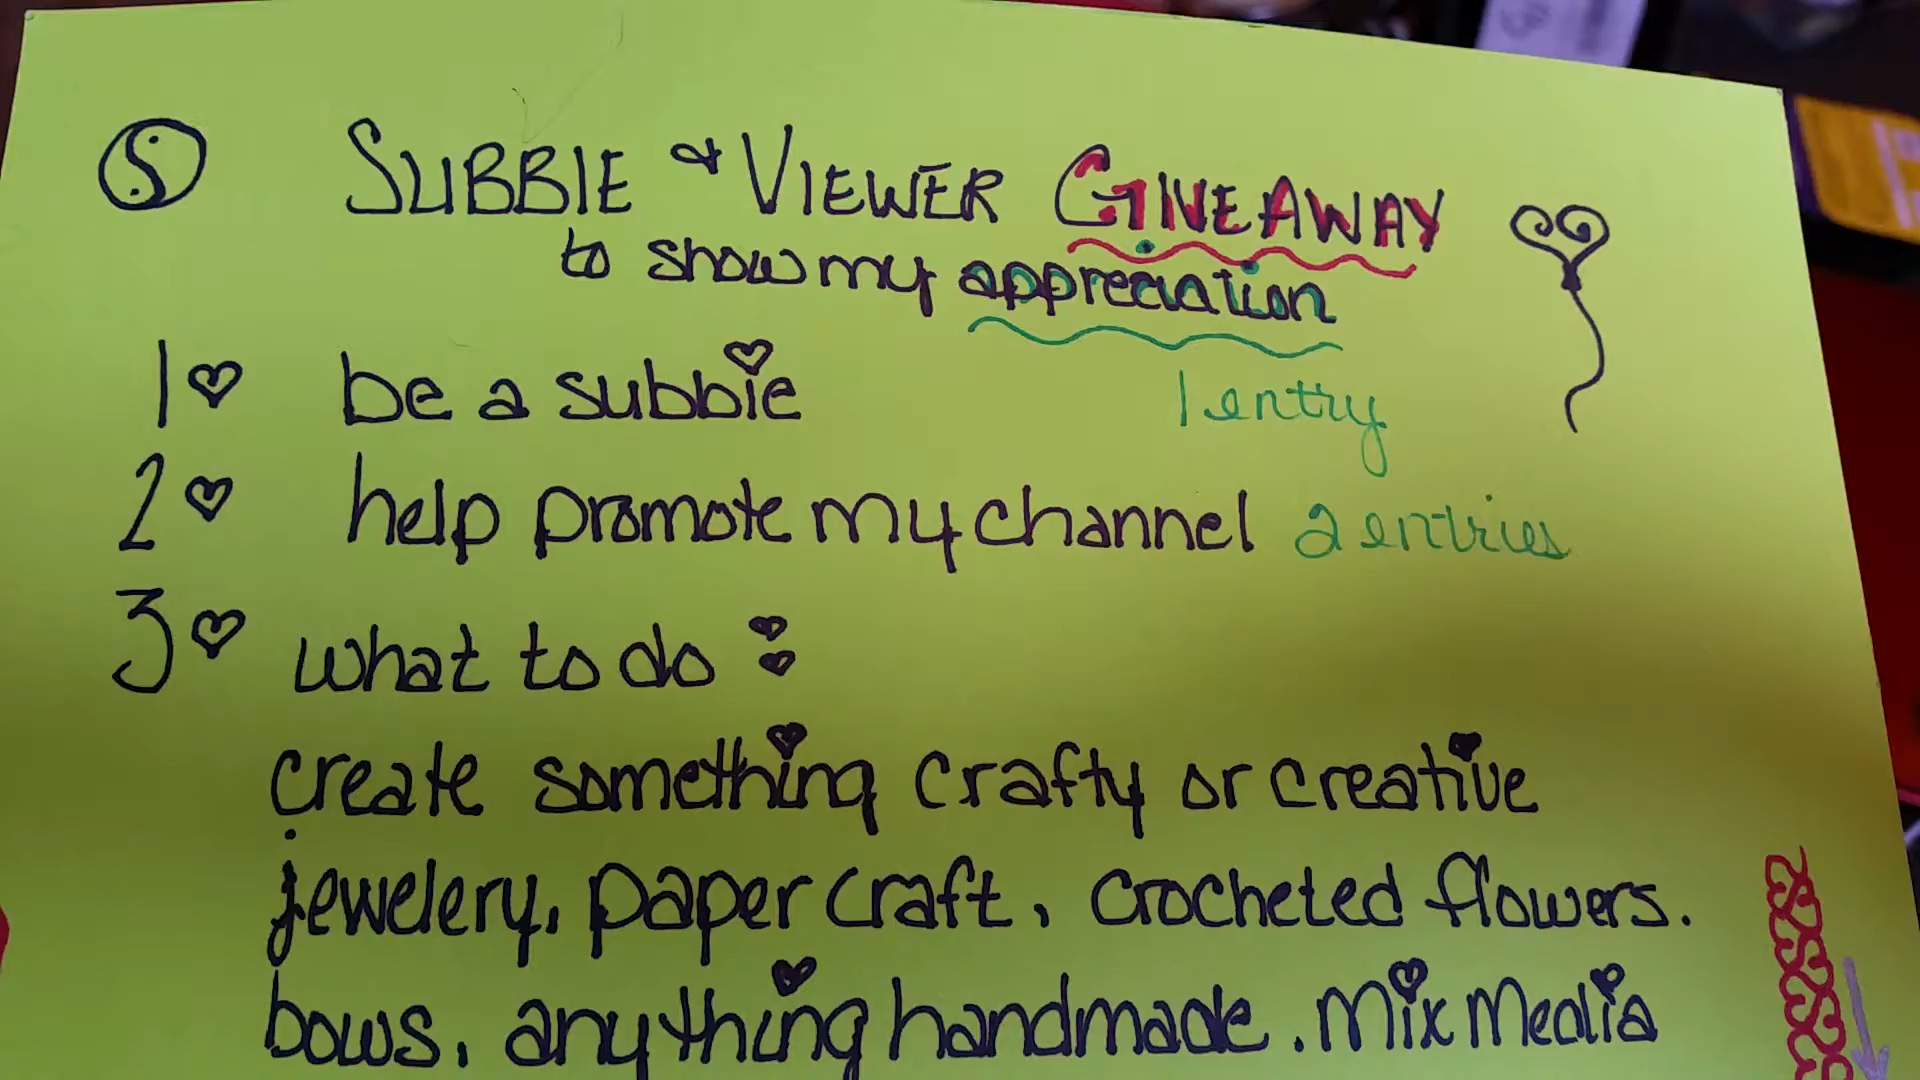 SUBBIE & VIEWER GIVEAWAY
to show my appreciation
1 be a subbie 1 entry
2 help promote my channel 2 entries
3 what to do :
create something crafty or creative
jewelery, paper craft, crocheted flowers.
bows, anything handmade. Mix Media